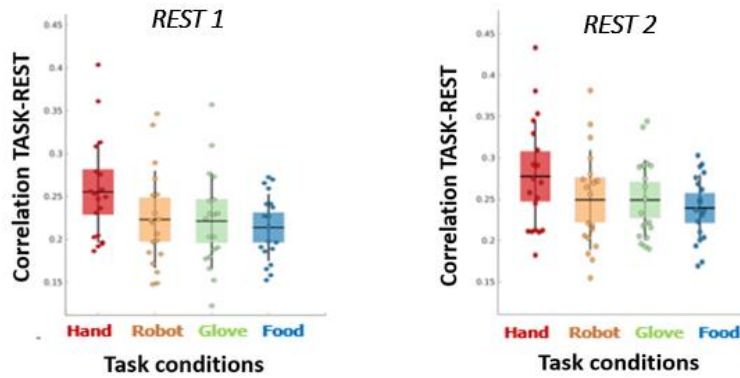 REST 1
Correlation TASK-REST
0.4
0.35
0.3
0.25
0.2
0.15
Hand Robot Glove Food
Task conditions
REST 2
Correlation TASK-REST
0.45
0.4
0.35
0.3
0.25
0.2
0.15
Hand Robot Glove Food
Task conditions